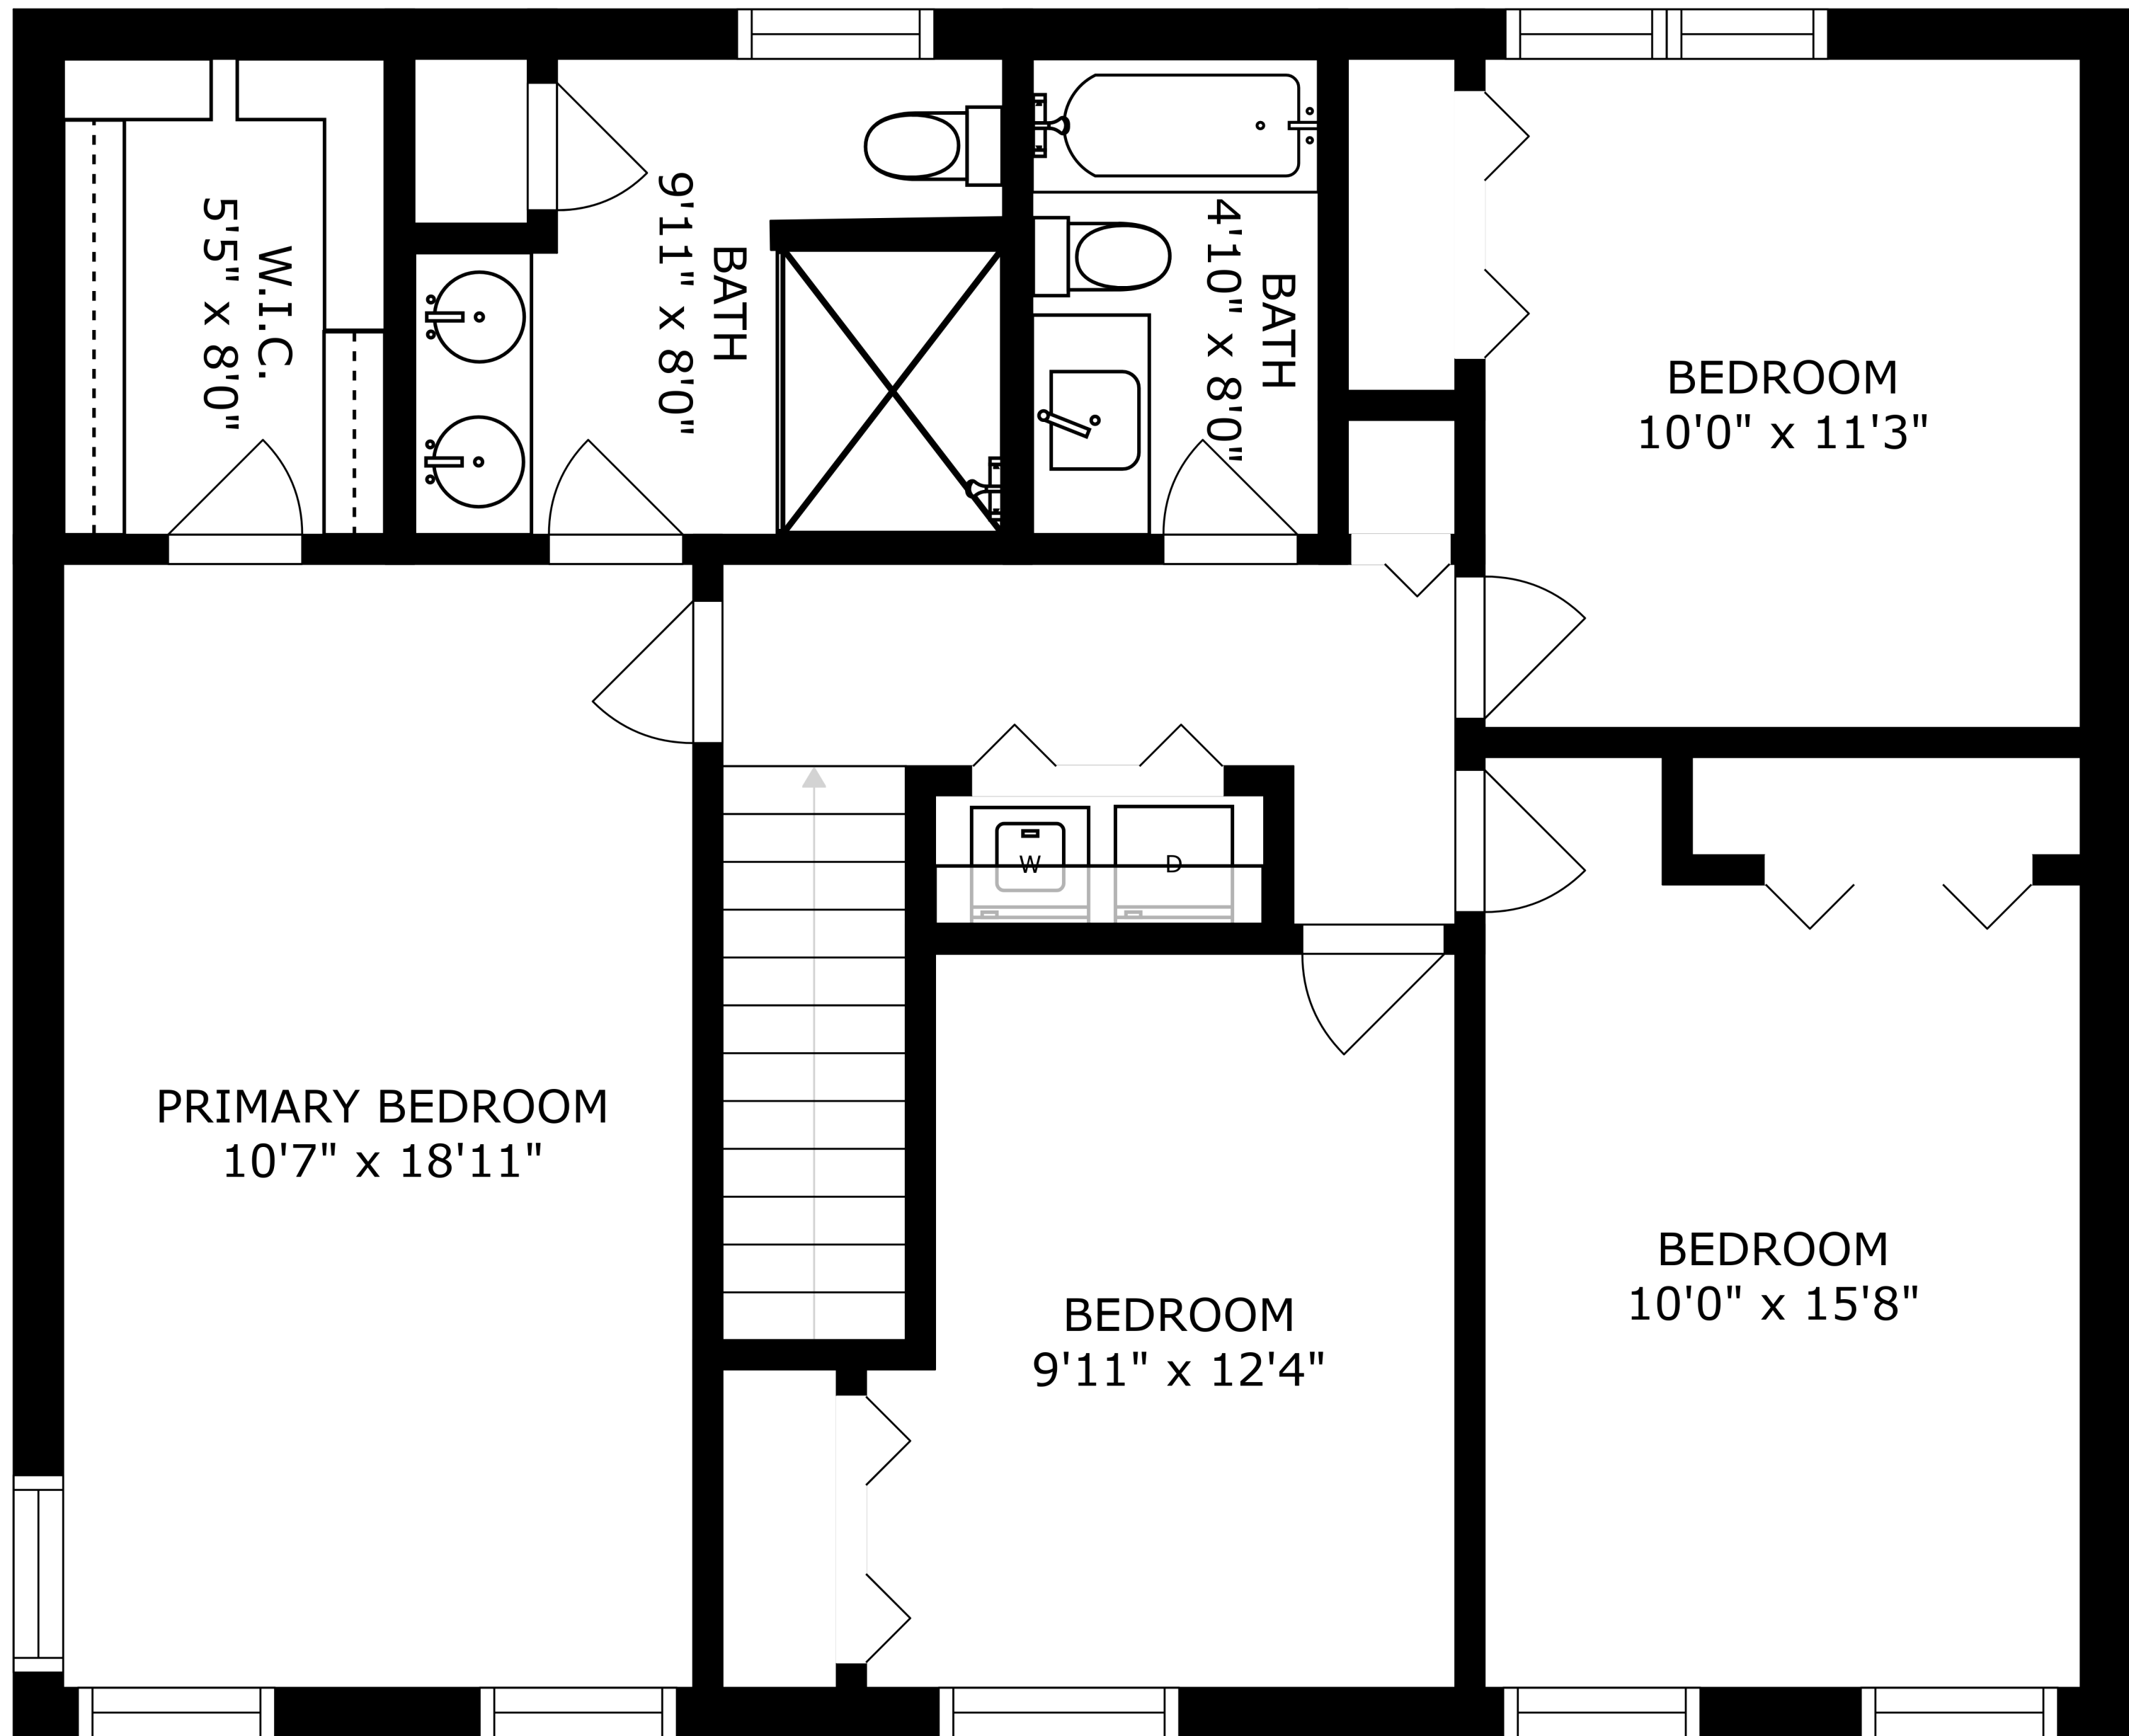 W.I.C.
5'5" x 8'0"
BATH
9'11" x 8'0"
BATH
4'10" x 8'0"
BEDROOM
10'0" x 11'3"
W
D
PRIMARY BEDROOM
10'7" x 18'11"
BEDROOM
9'11" x 12'4"
BEDROOM
10'0" x 15'8"